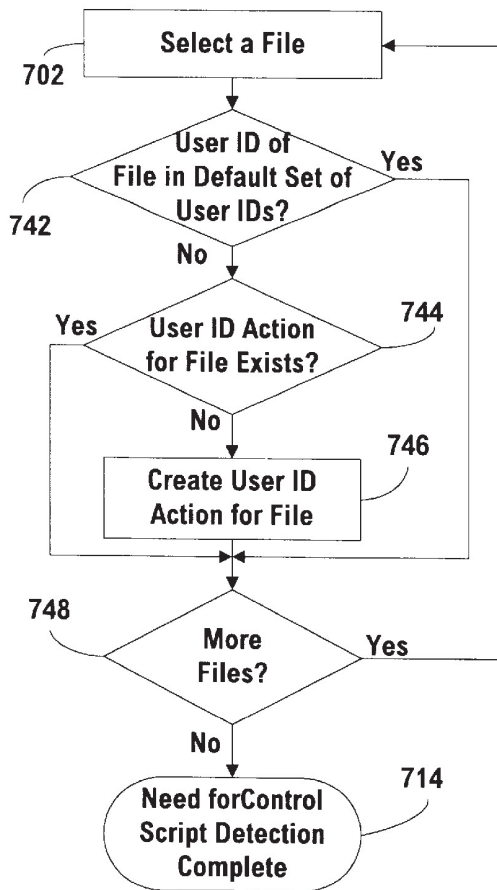 Select a File
702
User ID of
File in Default Set of
User IDs?
Yes
742
No
User ID Action
for File Exists?
Yes
744
No
Create User ID
Action for File
746
748
More
Files?
Yes
No
Need forControl
Script Detection
Complete
714